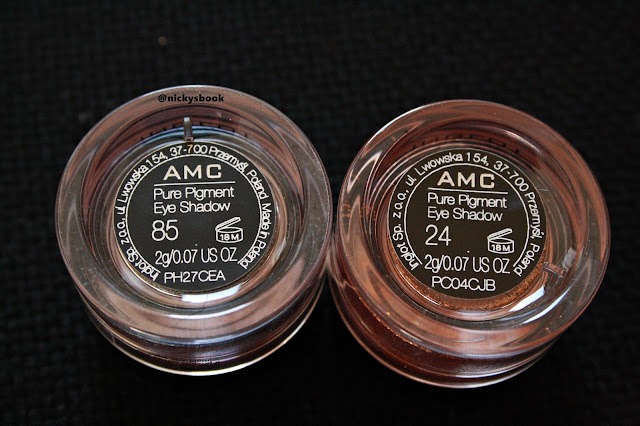 @nickysbook
Inglot Sp. z o.o., ul. Lwowska 154, 37-700 Przemyśl, Poland Made in Poland
AMC
Pure Pigment
Eye Shadow
85
18M
2g/0.07 US OZ
PH27CEA
Inglot Sp. z o.o., ul. Lwowska 154, 37-700 Przemyśl, Poland
AMC
Pure Pigment
Eye Shadow
24
18M
2g/0.07 US OZ
PC04CJB